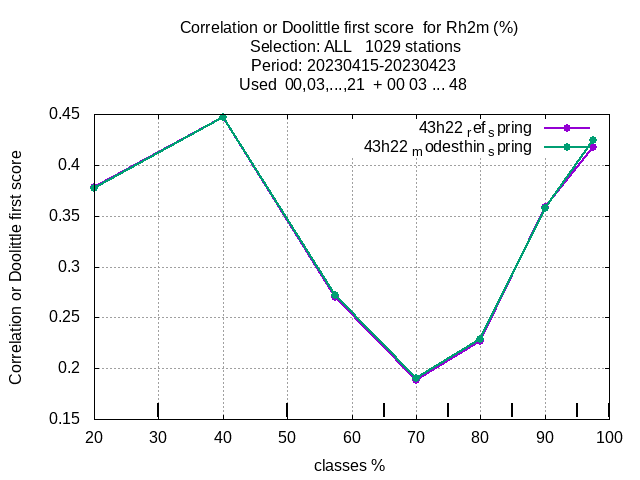 Correlation or Doolittle first score  for Rh2m (%)
Selection: ALL   1029 stations
Period: 20230415-20230423
Used  00,03,...,21  + 00 03 ... 48
43h22 ref spring
43h22 modesthin spring
Correlation or Doolittle first score
0.45
0.4
0.35
0.3
0.25
0.2
0.15
20 30 40 50 60 70 80 90 100
classes %